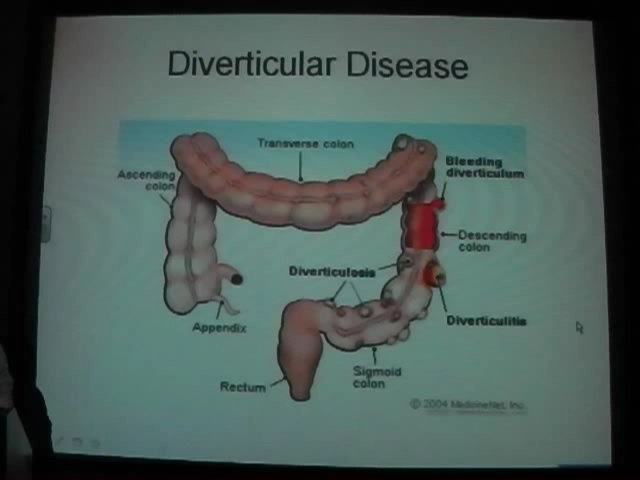 Diverticular Disease
Transverse colon
Ascending
colon
Bleeding
diverticulum
Descending
colon
Diverticulosis
Diverticulitis
Appendix
Sigmoid
colon
Rectum
© 2004 MedicineNet, Inc.